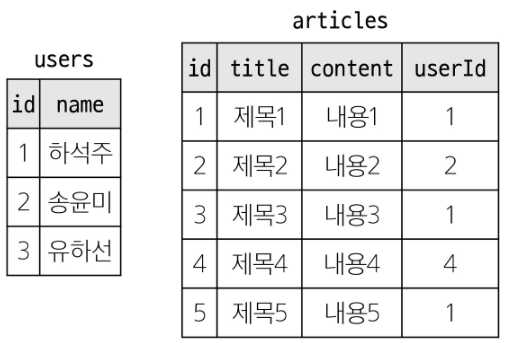 users
id name
1 하석주
2 송윤미
3 유하선
articles
id title content userId
1 제목1 내용1 1
2 제목2 내용2 2
3 제목3 내용3 1
4 제목4 내용4 4
5 제목5 내용5 1